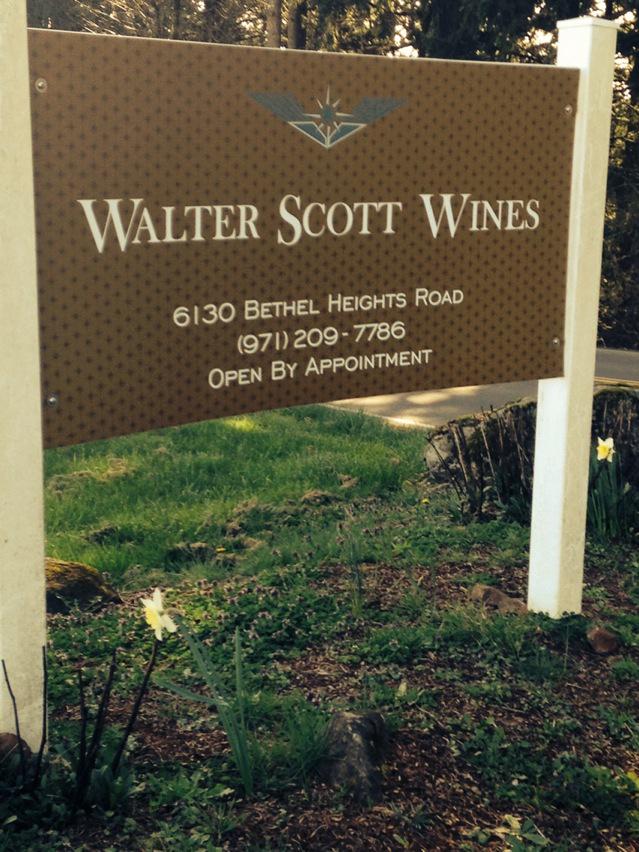 Walter Scott Wines
6130 Bethel Heights Road
(971) 209-7786
Open By Appointment